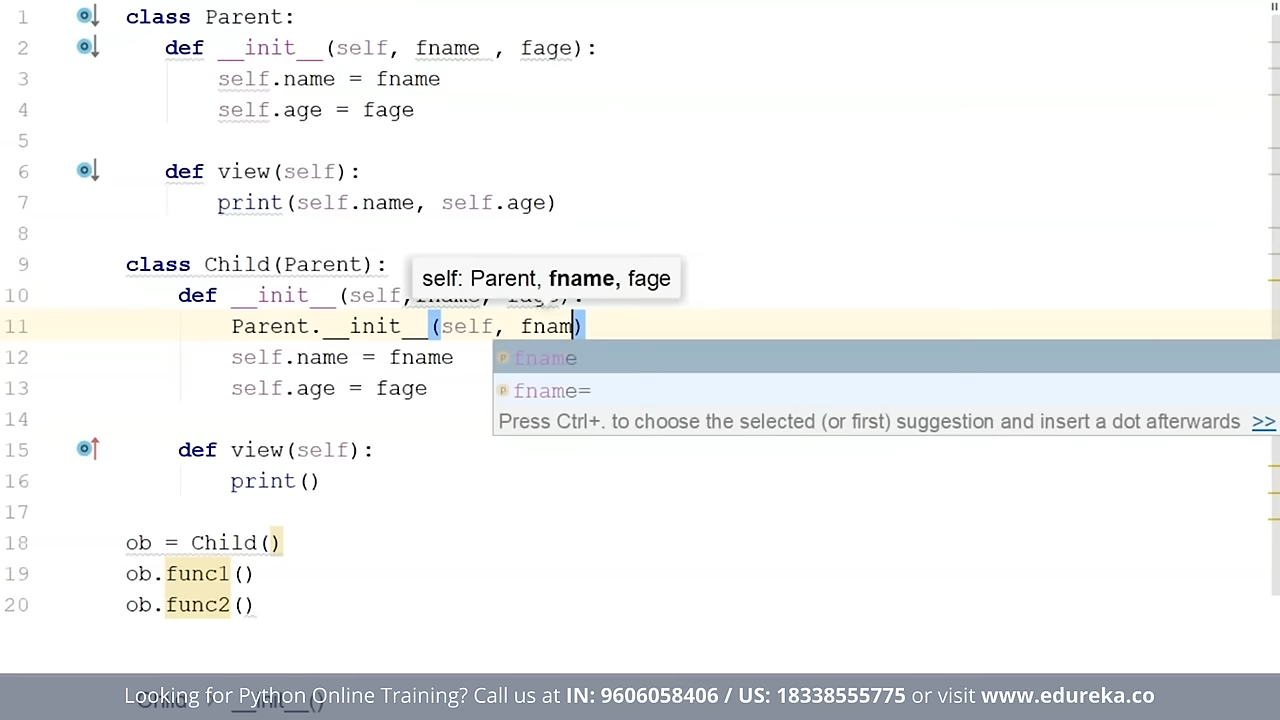 1 class Parent:
2 def __init__(self, fname , fage):
3 self.name = fname
4 self.age = fage
5
6 def view(self):
7 print(self.name, self.age)
8
9 class Child(Parent):
self: Parent, fname, fage
10 def __init__(self,fname, fage):
11 Parent.__init__(self, fnam)
fname
12 self.name = fname
fname=
13 self.age = fage
Press Ctrl+. to choose the selected (or first) suggestion and insert a dot afterwards >>
14
15 def view(self):
16 print()
17
18 ob = Child()
19 ob.func1()
20 ob.func2()
Looking for Python Online Training? Call us at IN: 9606058406 / US: 18338555775 or visit www.edureka.co
Child __init__()